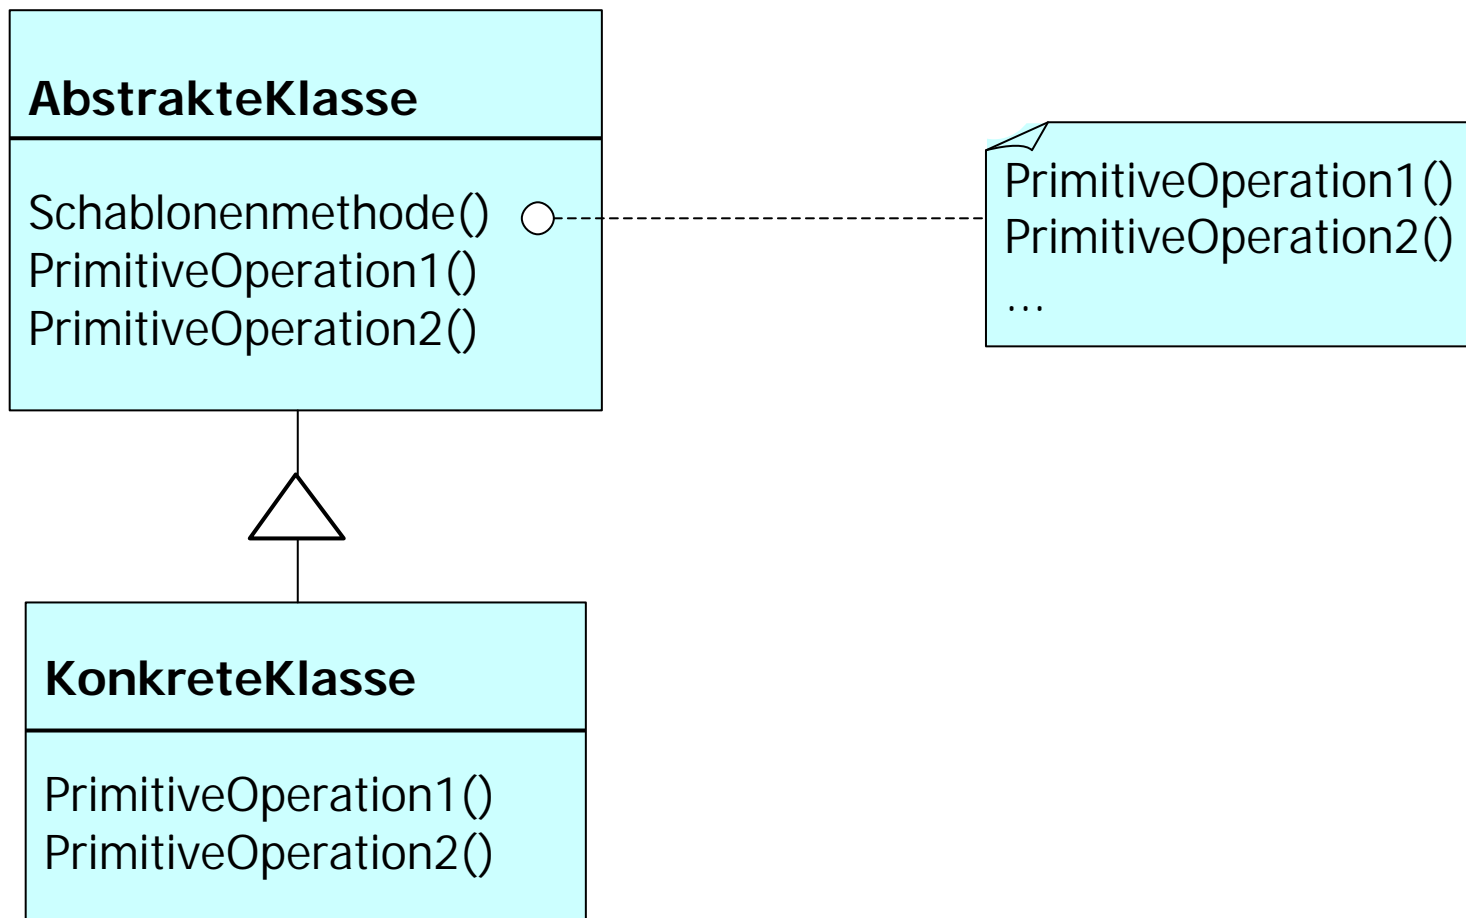 AbstrakteKlasse
Schablonenmethode()
PrimitiveOperation1()
PrimitiveOperation2()
PrimitiveOperation1()
PrimitiveOperation2()
...
KonkreteKlasse
PrimitiveOperation1()
PrimitiveOperation2()